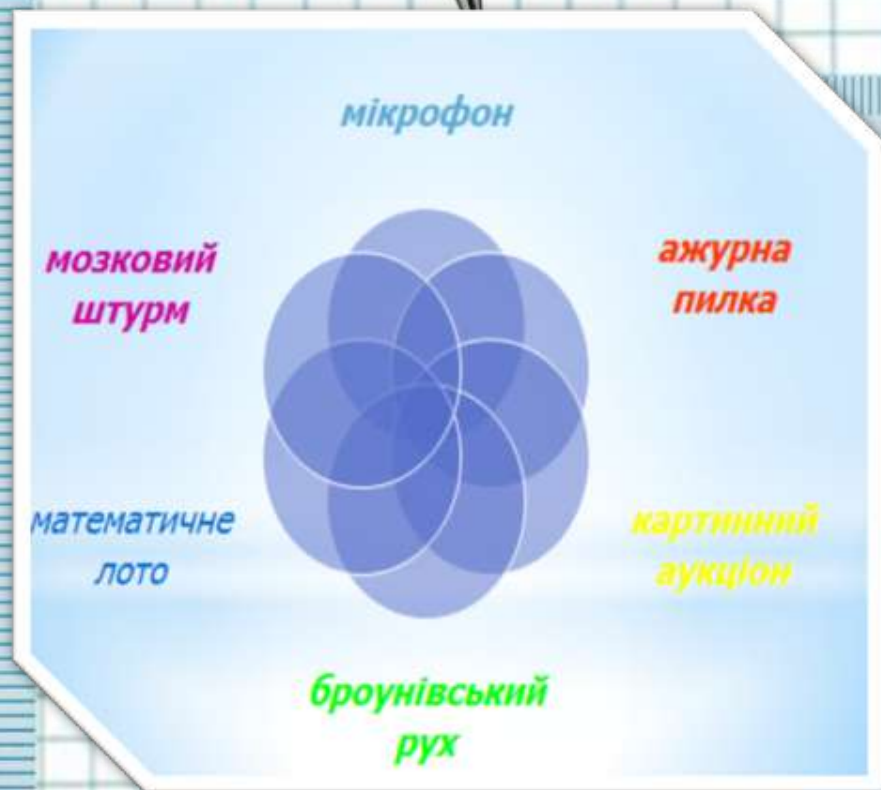 мікрофон
мозковий
штурм
ажурна
пилка
математичне
лото
картинний
аукціон
броунівський
рух